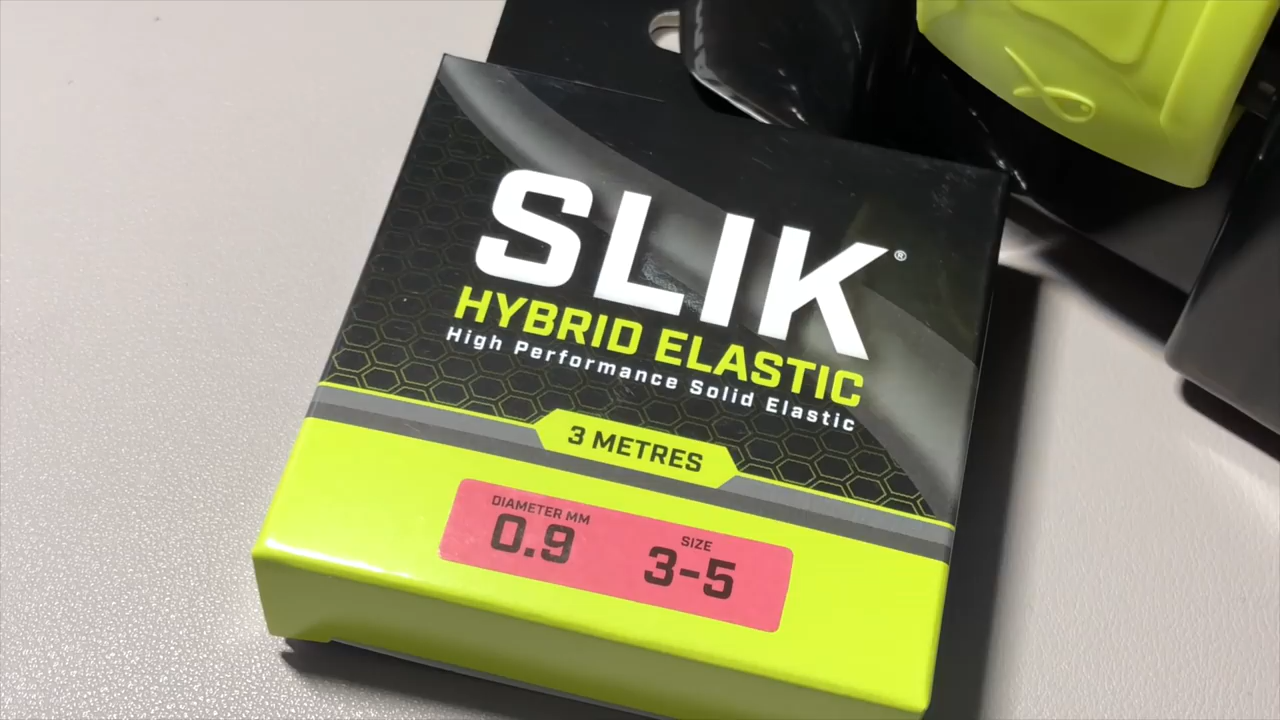 SLIK®
HYBRID ELASTIC
High Performance Solid Elastic
3 METRES
DIAMETER MM
0.9
SIZE
3-5